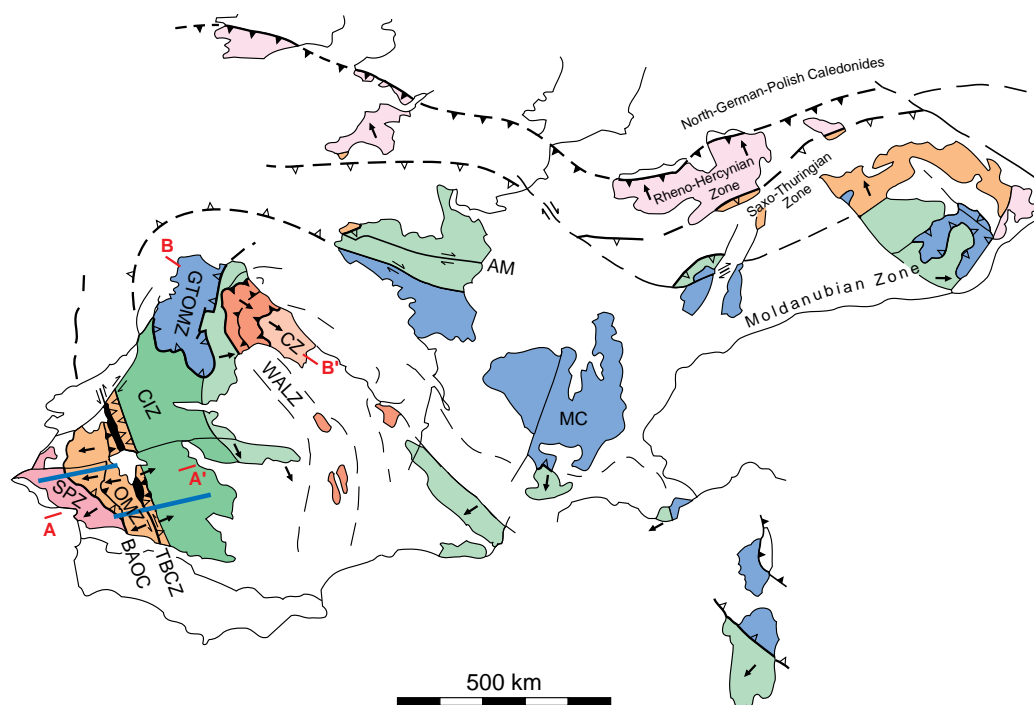 North-German-Polish Caledonides
Rheno-Hercynian
Zone
Saxo-Thuringian
Zone
Moldanubian Zone
AM
B
GTOMZ
CZ
B'
WALZ
CIZ
MC
A'
SPZ
OMZ
A
BAOC
TBCZ
500 km